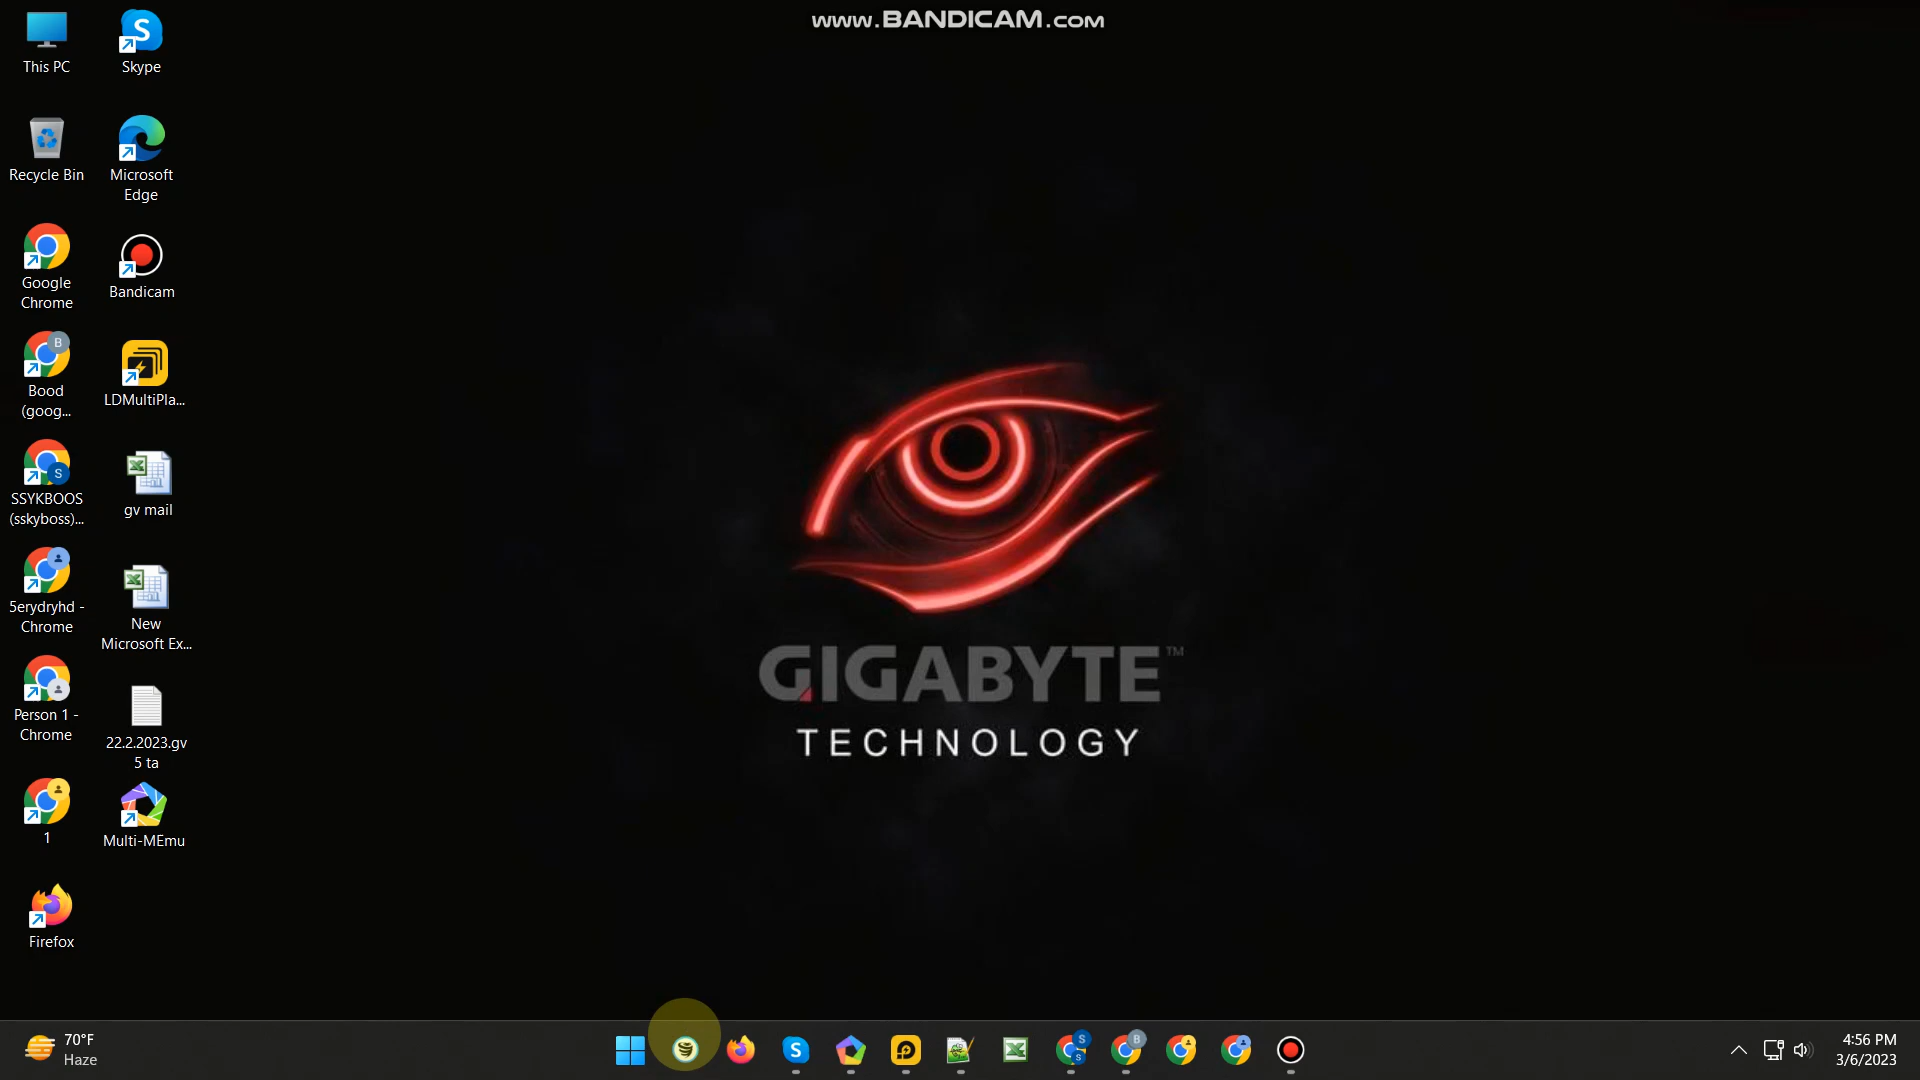 www.BANDICAM.com
This PC
Skype
Recycle Bin
Microsoft
Edge
Google
Chrome
Bandicam
B
Bood
(goog...
LDMultiPla...
S
SSYKBOOS
(sskyboss)...
gv mail
5erydryhd -
Chrome
New
Microsoft Ex...
Person 1 -
Chrome
22.2.2023.gv
5 ta
1
Multi-MEmu
Firefox
GIGABYTE™
TECHNOLOGY
70°F
Haze
S
S
S
B
4:56 PM
3/6/2023